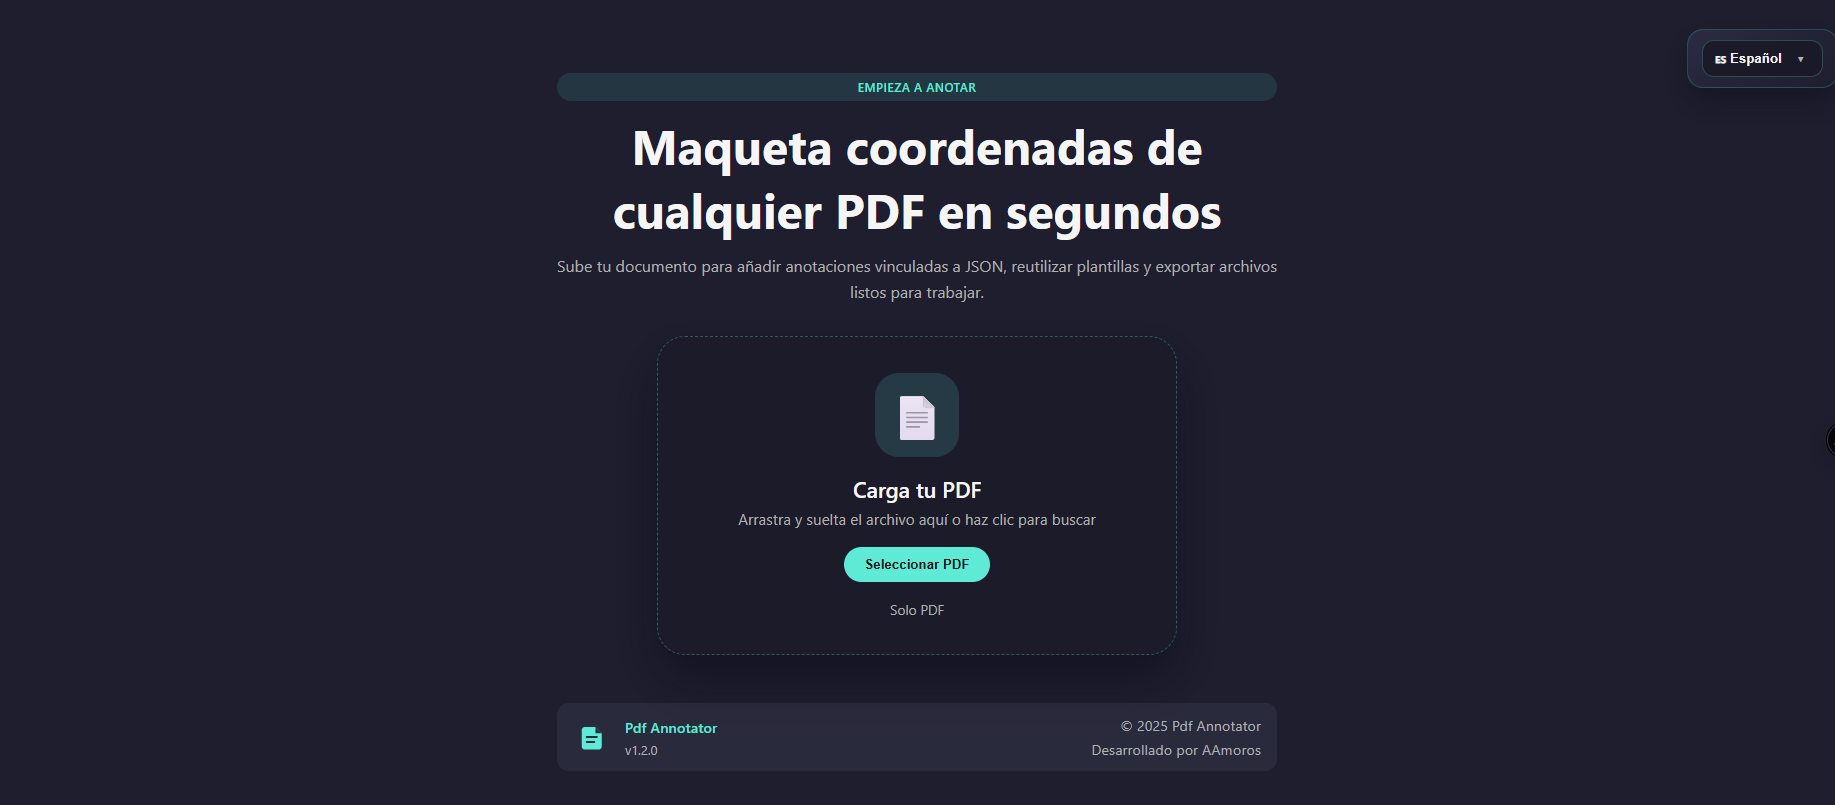 ES Español
EMPIEZA A ANOTAR
Maqueta coordenadas de
cualquier PDF en segundos
Sube tu documento para añadir anotaciones vinculadas a JSON, reutilizar plantillas y exportar archivos
listos para trabajar.
Carga tu PDF
Arrastra y suelta el archivo aquí o haz clic para buscar
Seleccionar PDF
Solo PDF
Pdf Annotator
v1.2.0
© 2025 Pdf Annotator
Desarrollado por AAmoros